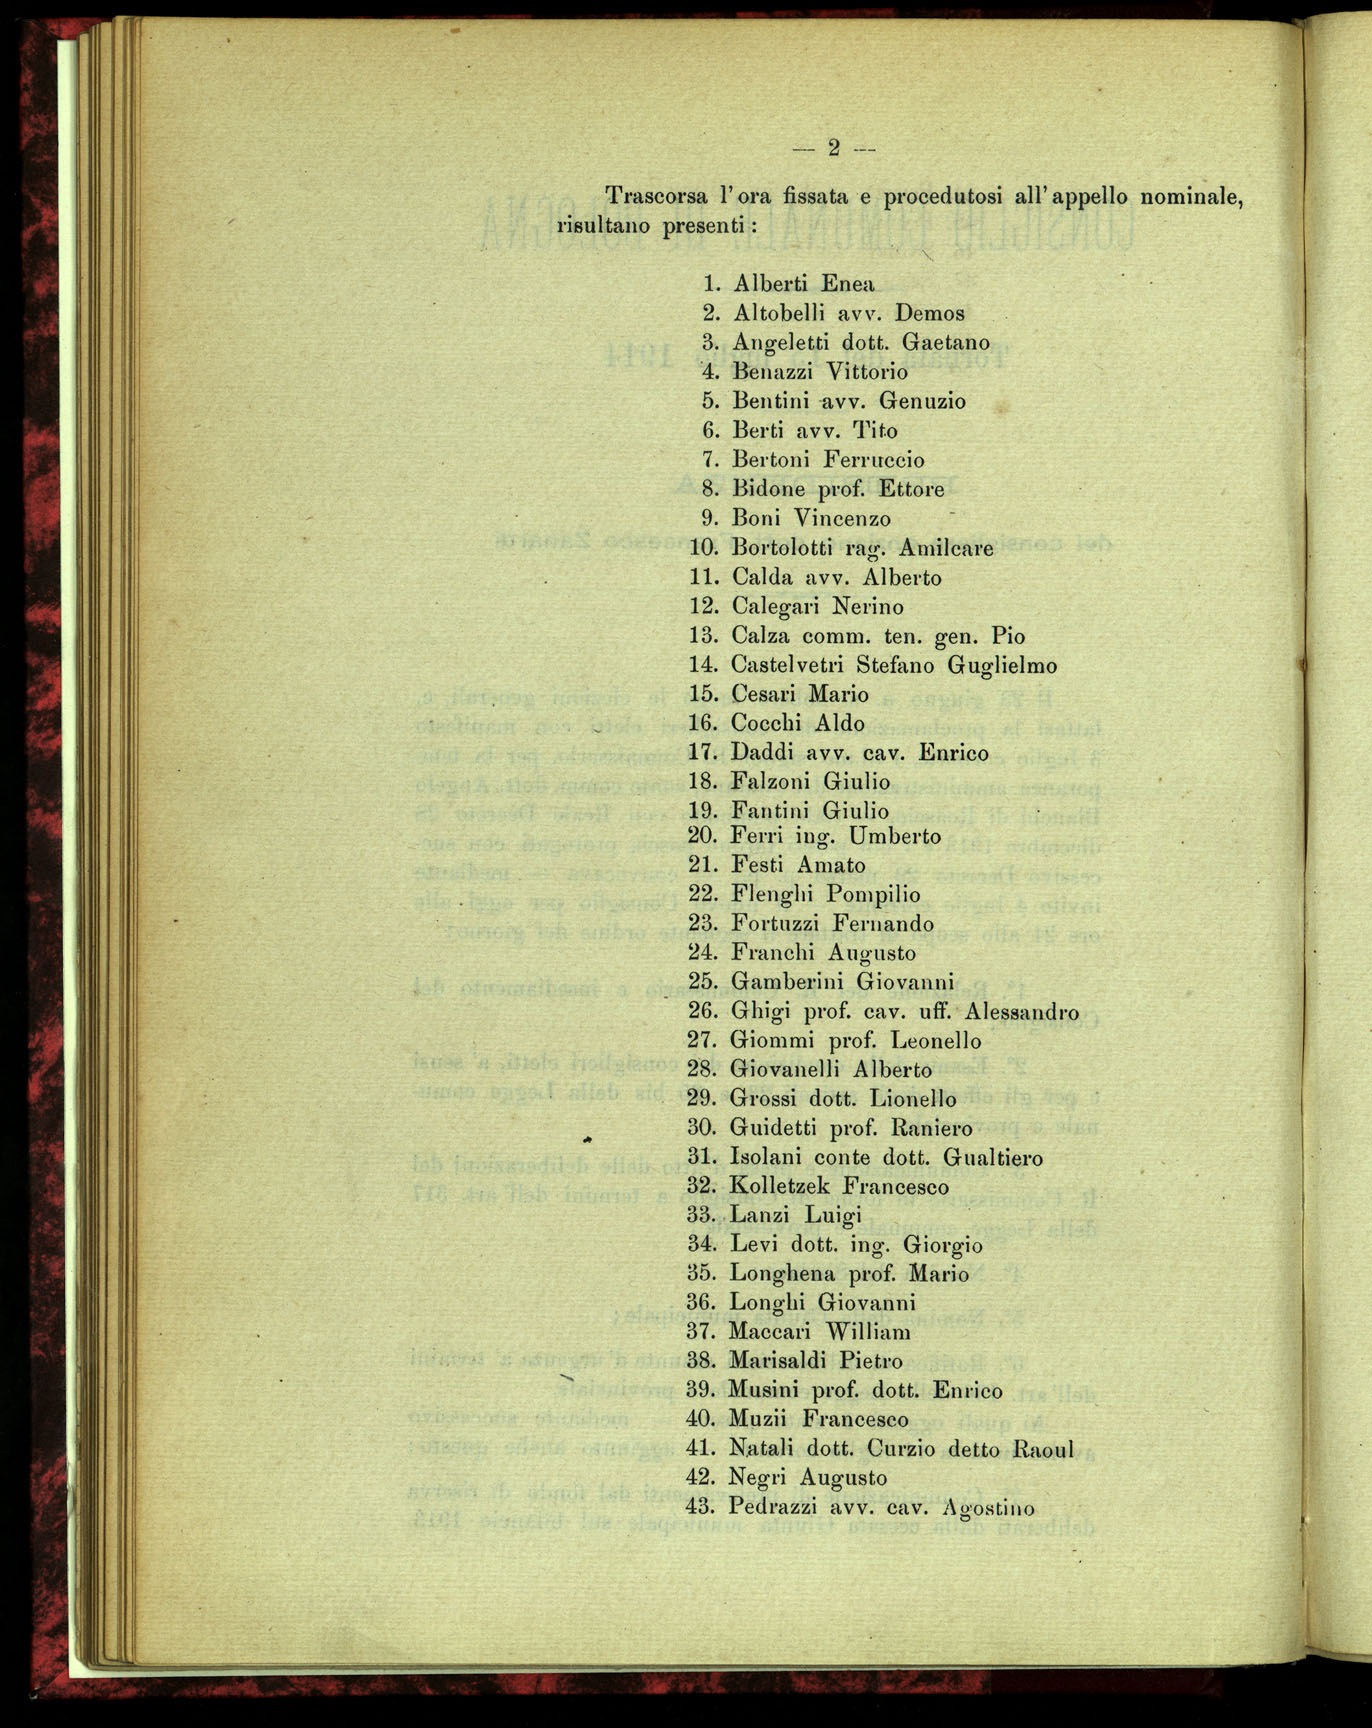 — 2 —
Trascorsa l'ora fissata e procedutosi all'appello nominale,
risultano presenti:
1. Alberti Enea
2. Altobelli avv. Demos
3. Angeletti dott. Gaetano
4. Benazzi Vittorio
5. Bentini avv. Genuzio
6. Berti avv. Tito
7. Bertoni Ferruccio
8. Bidone prof. Ettore
9. Boni Vincenzo
10. Bortolotti rag. Amilcare
11. Calda avv. Alberto
12. Calegari Nerino
13. Calza comm. ten. gen. Pio
14. Castelvetri Stefano Guglielmo
15. Cesari Mario
16. Cocchi Aldo
17. Daddi avv. cav. Enrico
18. Falzoni Giulio
19. Fantini Giulio
20. Ferri ing. Umberto
21. Festi Amato
22. Flenghi Pompilio
23. Fortuzzi Fernando
24. Franchi Augusto
25. Gamberini Giovanni
26. Ghigi prof. cav. uff. Alessandro
27. Giommi prof. Leonello
28. Giovanelli Alberto
29. Grossi dott. Lionello
30. Guidetti prof. Raniero
31. Isolani conte dott. Gualtiero
32. Kolletzek Francesco
33. Lanzi Luigi
34. Levi dott. ing. Giorgio
35. Longhena prof. Mario
36. Longhi Giovanni
37. Maccari William
38. Marisaldi Pietro
39. Musini prof. dott. Enrico
40. Muzii Francesco
41. Natali dott. Curzio detto Raoul
42. Negri Augusto
43. Pedrazzi avv. cav. Agostino